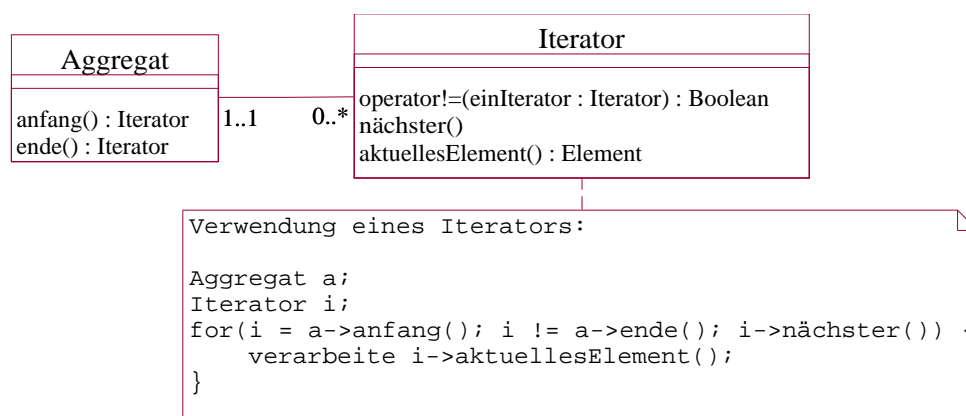 Aggregat
anfang() : Iterator
ende() : Iterator
1..1
0..*
Iterator
operator!=(einIterator : Iterator) : Boolean
nächster()
aktuellesElement() : Element
Verwendung eines Iterators:
Aggregat a;
Iterator i;
for(i = a->anfang(); i != a->ende(); i->nächster()) {
    verarbeite i->aktuellesElement();
}